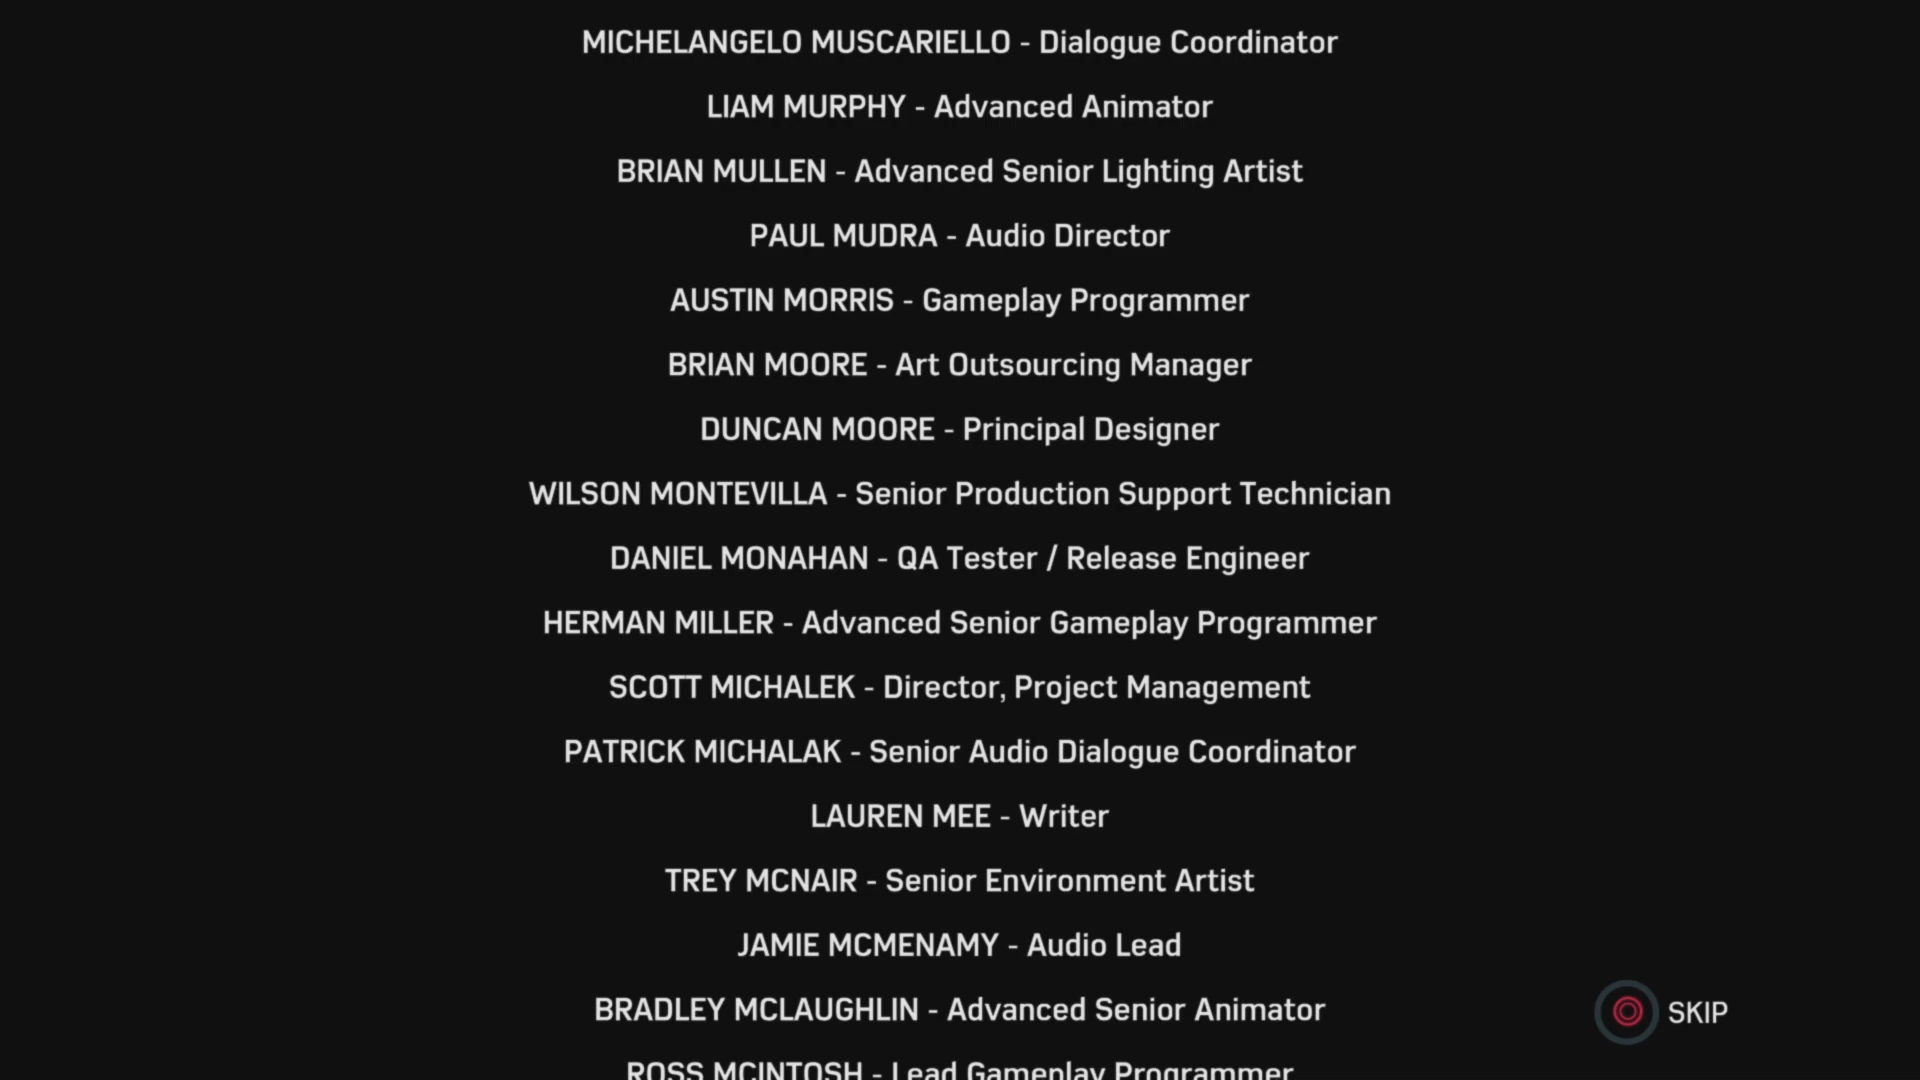 MICHELANGELO MUSCARIELLO - Dialogue Coordinator
LIAM MURPHY - Advanced Animator
BRIAN MULLEN - Advanced Senior Lighting Artist
PAUL MUDRA - Audio Director
AUSTIN MORRIS - Gameplay Programmer
BRIAN MOORE - Art Outsourcing Manager
DUNCAN MOORE - Principal Designer
WILSON MONTEVILLA - Senior Production Support Technician
DANIEL MONAHAN - QA Tester / Release Engineer
HERMAN MILLER - Advanced Senior Gameplay Programmer
SCOTT MICHALEK - Director, Project Management
PATRICK MICHALAK - Senior Audio Dialogue Coordinator
LAUREN MEE - Writer
TREY MCNAIR - Senior Environment Artist
JAMIE MCMENAMY - Audio Lead
BRADLEY MCLAUGHLIN - Advanced Senior Animator
SKIP
ROSS MCINTOSH - Lead Gameplay Programmer